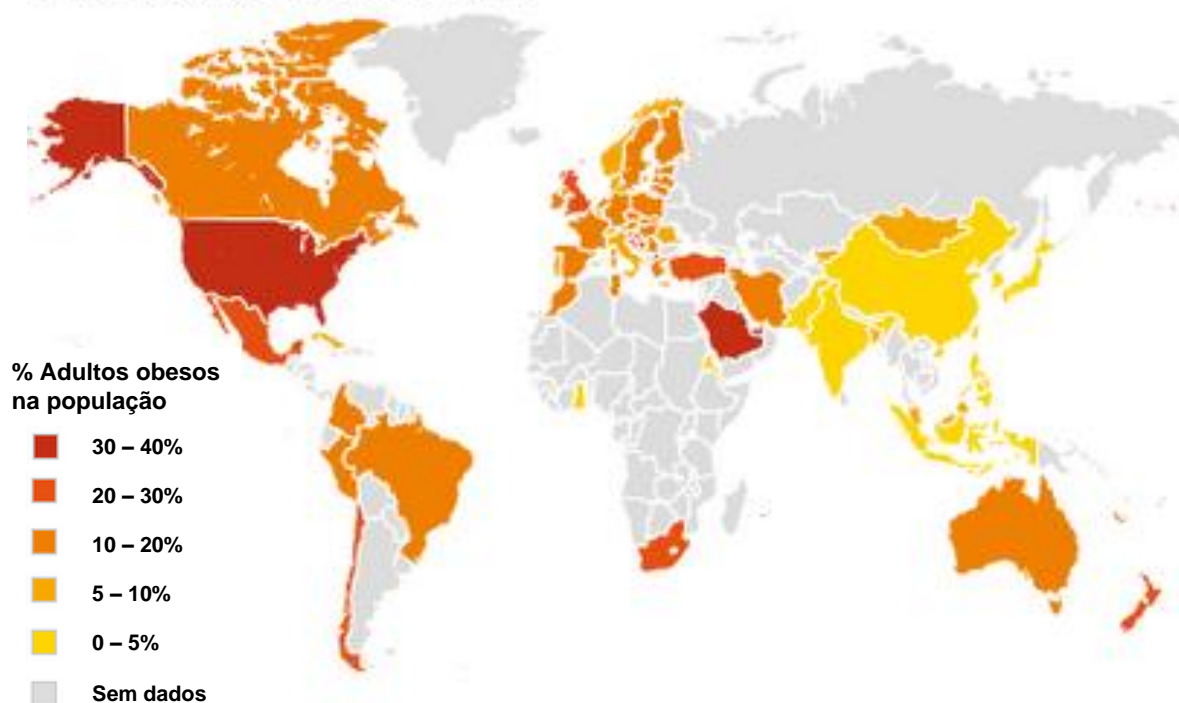 % Adultos obesos
na população
30 – 40%
20 – 30%
10 – 20%
5 – 10%
0 – 5%
Sem dados